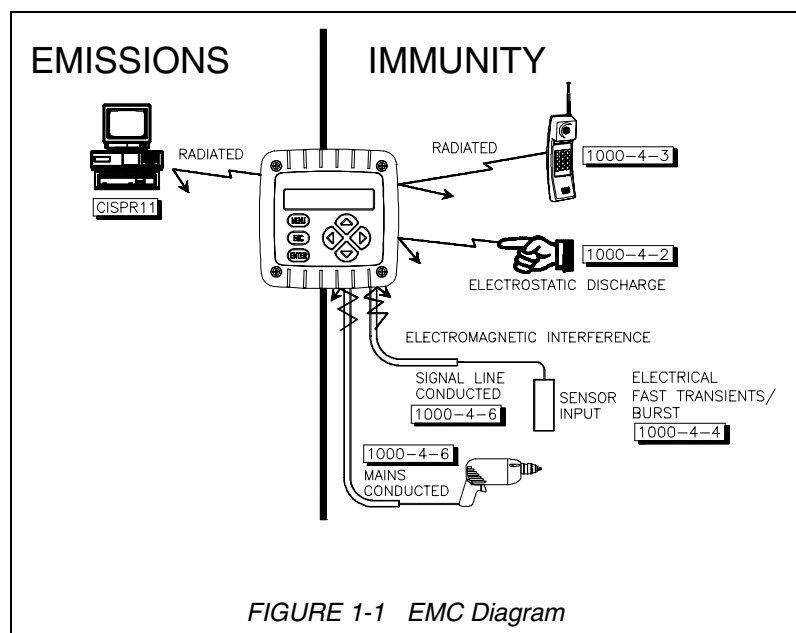 EMISSIONS
IMMUNITY
RADIATED
CISPR11
MENU
ESC
ENTER
RADIATED
1000-4-3
1000-4-2
ELECTROSTATIC DISCHARGE
ELECTROMAGNETIC INTERFERENCE
SIGNAL LINE
CONDUCTED
1000-4-6
SENSOR
INPUT
ELECTRICAL
FAST TRANSIENTS/
BURST
1000-4-4
1000-4-6
MAINS
CONDUCTED
FIGURE 1-1 EMC Diagram